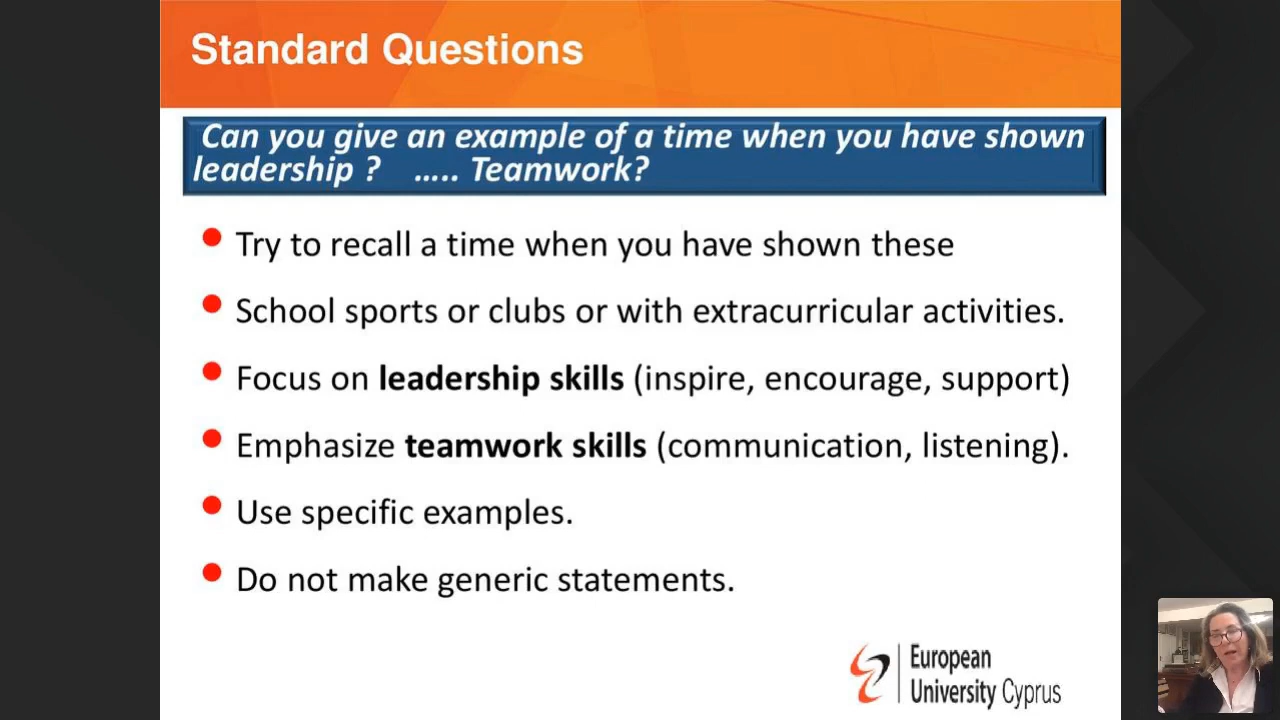 Standard Questions
Can you give an example of a time when you have shown
leadership ? ..... Teamwork?
Try to recall a time when you have shown these
School sports or clubs or with extracurricular activities.
Focus on leadership skills (inspire, encourage, support)
Emphasize teamwork skills (communication, listening).
Use specific examples.
Do not make generic statements.
European
University Cyprus